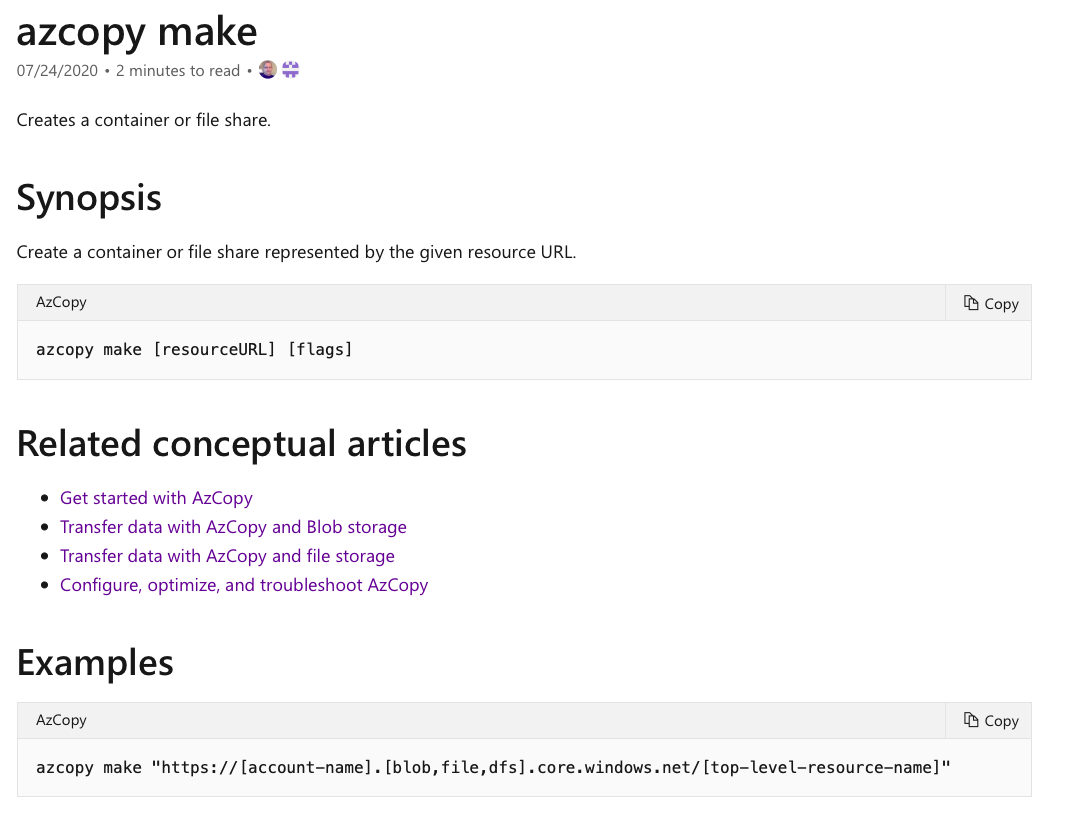 azcopy make
07/24/2020 • 2 minutes to read •
Creates a container or file share.
Synopsis
Create a container or file share represented by the given resource URL.
AzCopy
Copy
azcopy make [resourceURL] [flags]
Related conceptual articles
• Get started with AzCopy
• Transfer data with AzCopy and Blob storage
• Transfer data with AzCopy and file storage
• Configure, optimize, and troubleshoot AzCopy
Examples
AzCopy
Copy
azcopy make "https://[account-name].[blob,file,dfs].core.windows.net/[top-level-resource-name]"